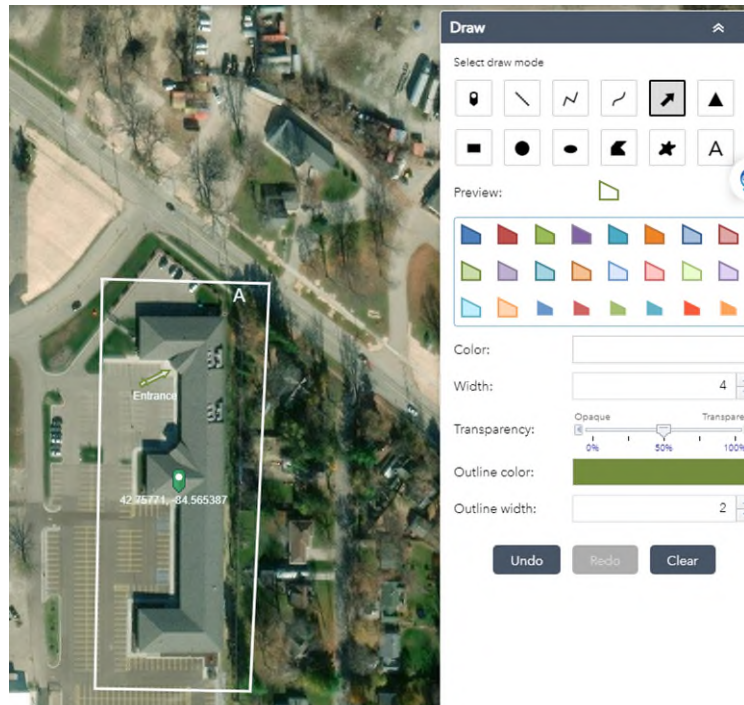 Draw
Select draw mode
A
Preview:
A
Color:
Entrance
Width:
4
Transparency:
Opaque
Transpare
0%
50%
100%
42.75771, -84.565387
Outline color:
Outline width:
2
Undo
Redo
Clear